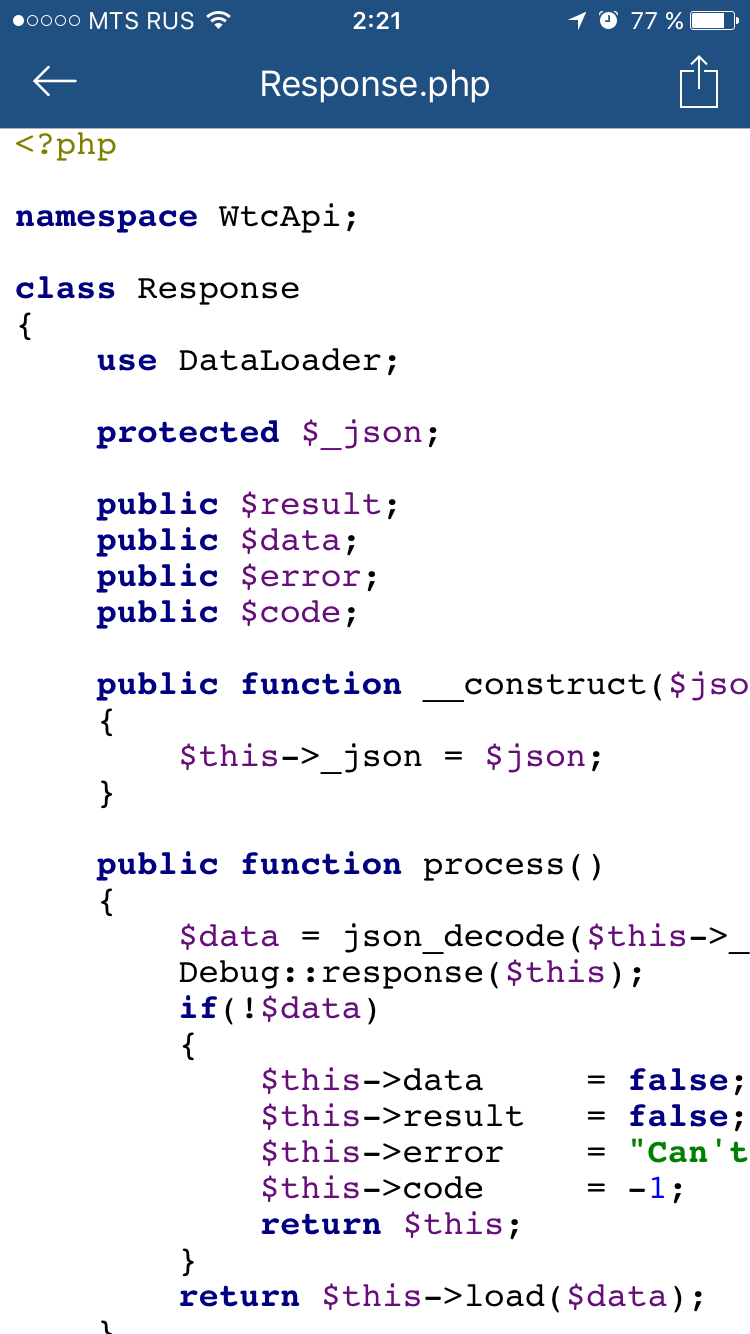 MTS RUS 2:21 77 %
Response.php
<?php
namespace WtcApi;
class Response
{
use DataLoader;
protected $_json;
public $result;
public $data;
public $error;
public $code;
public function __construct($jso
{
$this->_json = $json;
}
public function process()
{
$data = json_decode($this->_
Debug::response($this);
if(!$data)
{
$this->data = false;
$this->result = false;
$this->error = "Can't
$this->code = -1;
return $this;
}
return $this->load($data);
}